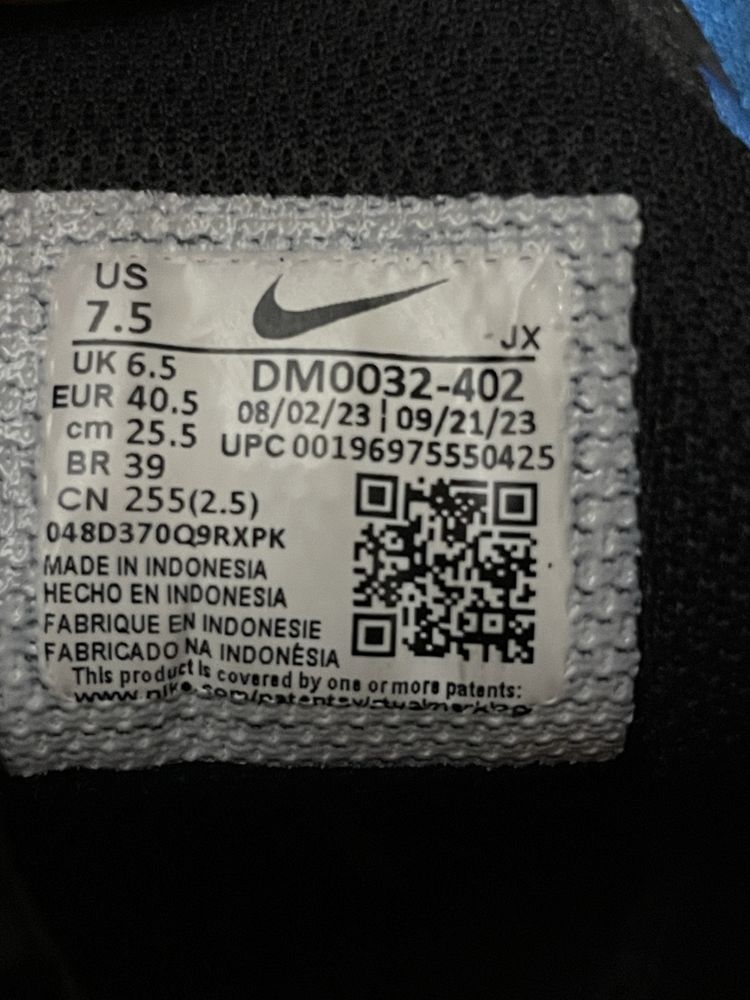 US
7.5
JX
UK 6.5
EUR 40.5
cm 25.5
BR 39
CN 255(2.5)
DM0032-402
08/02/23 | 09/21/23
UPC 00196975550425
048D370Q9RXPK
MADE IN INDONESIA
HECHO EN INDONESIA
FABRIQUE EN INDONESIE
FABRICADO NA INDONÉSIA
This product is covered by one or more patents: